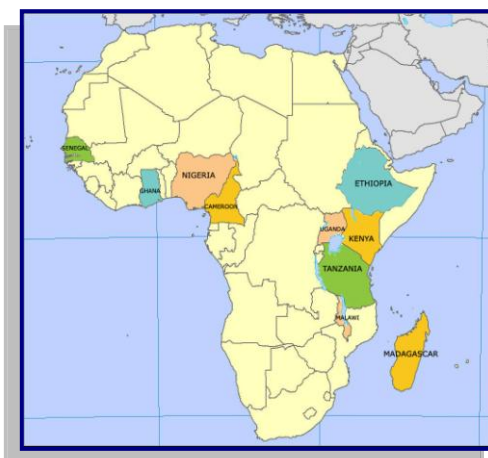 SENEGAL
GHANA
NIGERIA
CAMEROON
ETHIOPIA
UGANDA
KENYA
TANZANIA
MALAWI
MADAGASCAR